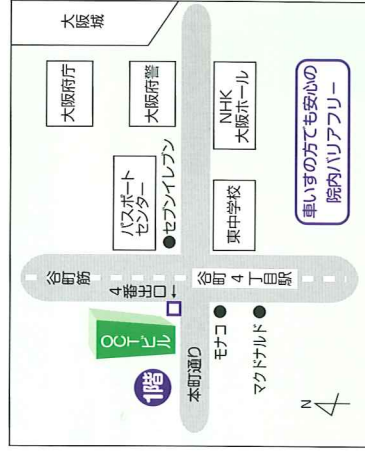 大阪城
大阪府庁
大阪府警
NHK
大阪ホール
パスポート
センター
セブンイレブン
東中学校
車いすの方でも安心の
院内バリアフリー
谷町筋
4番出口→
谷町4丁目駅
OCTビル
1階
本町通り
モナコ
マクドナルド
N